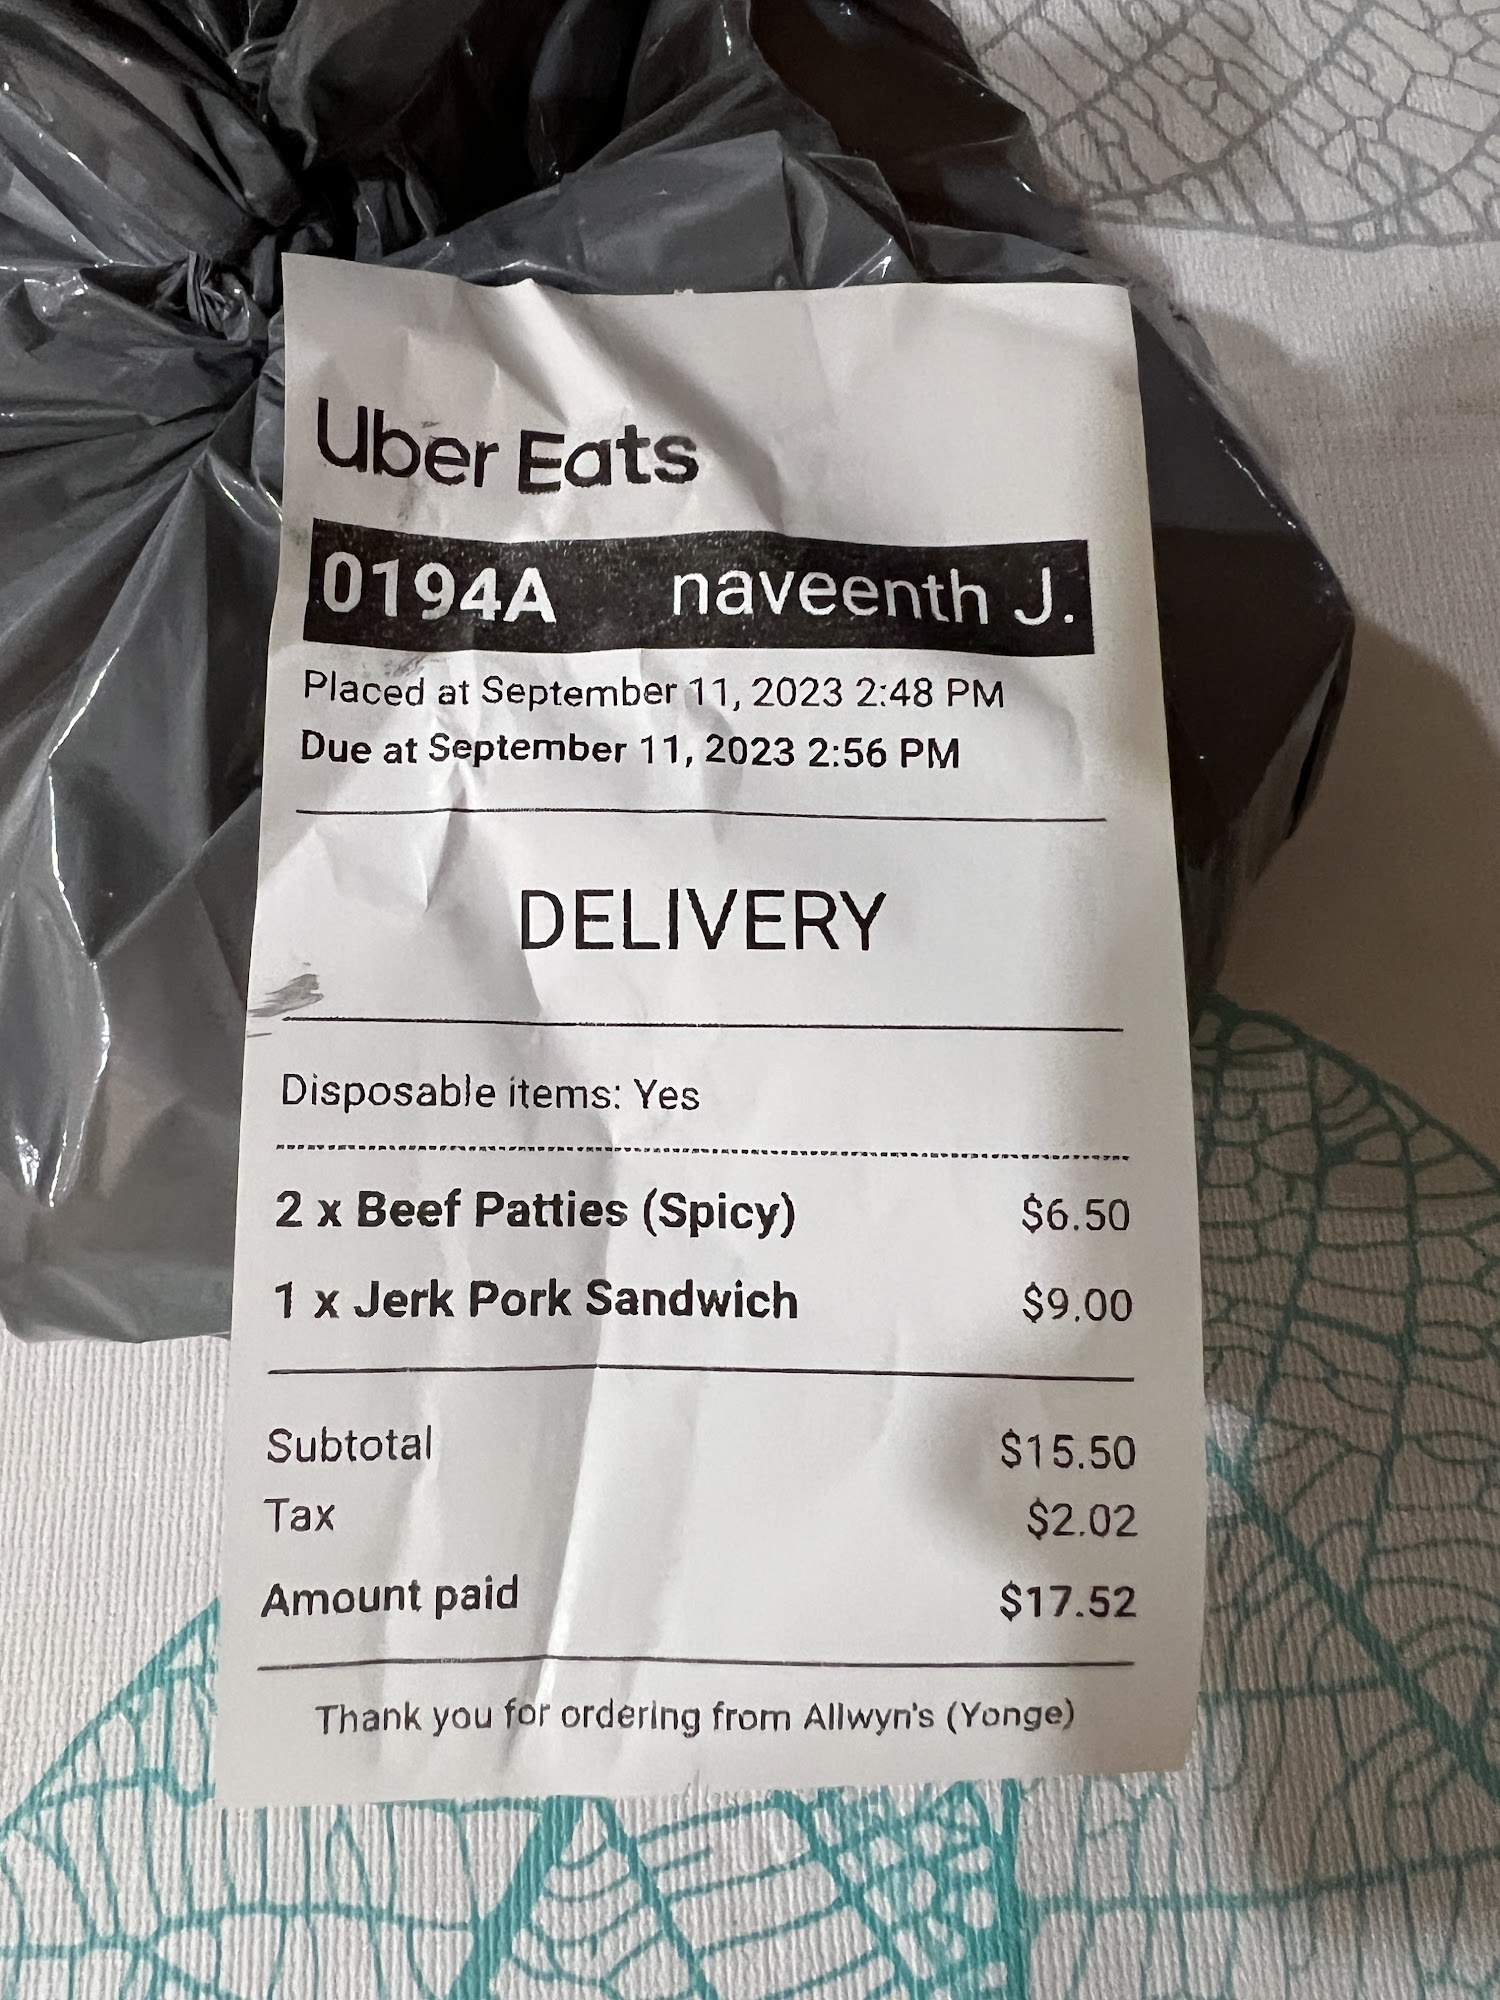 Uber Eats
0194A naveenth J.
Placed at September 11, 2023 2:48 PM
Due at September 11, 2023 2:56 PM
DELIVERY
Disposable items: Yes
2 x Beef Patties (Spicy) $6.50
1 x Jerk Pork Sandwich $9.00
Subtotal $15.50
Tax $2.02
Amount paid $17.52
Thank you for ordering from Allwyn's (Yonge)